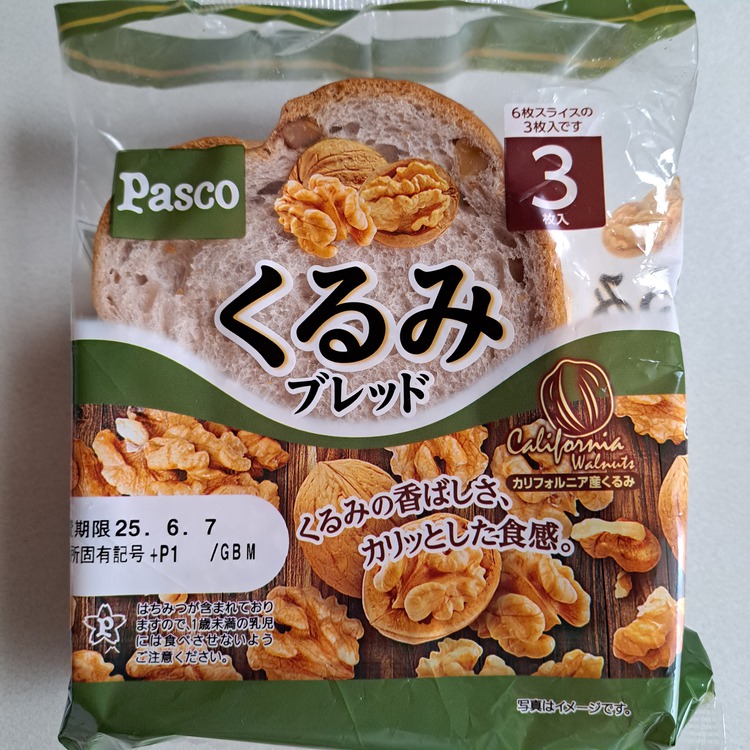 6枚スライスの
3枚入です
3
枚入
Pasco
くるみ
ブレッド
California
Walnuts
カリフォルニア産くるみ
くるみの香ばしさ、
カリッとした食感。
期限 25. 6. 7
所固有記号 +P1 /GBM
はちみつが含まれており
ますので、1歳未満の乳児
には食べさせないよう
ご注意ください。
写真はイメージです。